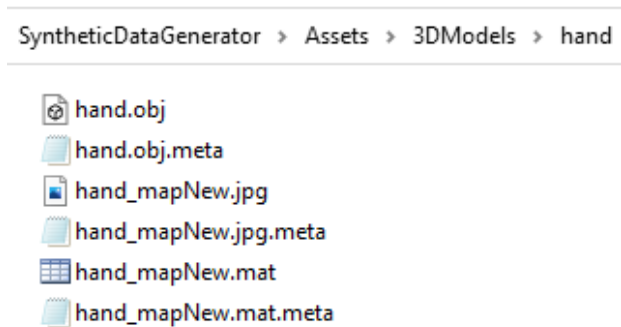 SyntheticDataGenerator > Assets > 3DModels > hand
hand.obj
hand.obj.meta
hand_mapNew.jpg
hand_mapNew.jpg.meta
hand_mapNew.mat
hand_mapNew.mat.meta